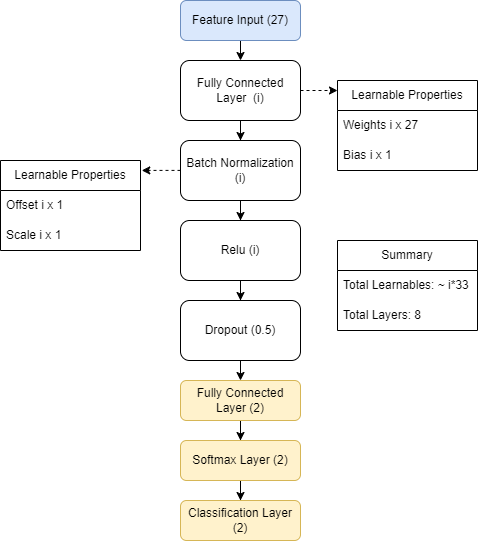 Feature Input (27)
Fully Connected
Layer (i)
Learnable Properties
Weights i x 27
Bias i x 1
Batch Normalization
(i)
Learnable Properties
Offset i x 1
Scale i x 1
Relu (i)
Summary
Total Learnables: ~ i*33
Total Layers: 8
Dropout (0.5)
Fully Connected
Layer (2)
Softmax Layer (2)
Classification Layer
(2)